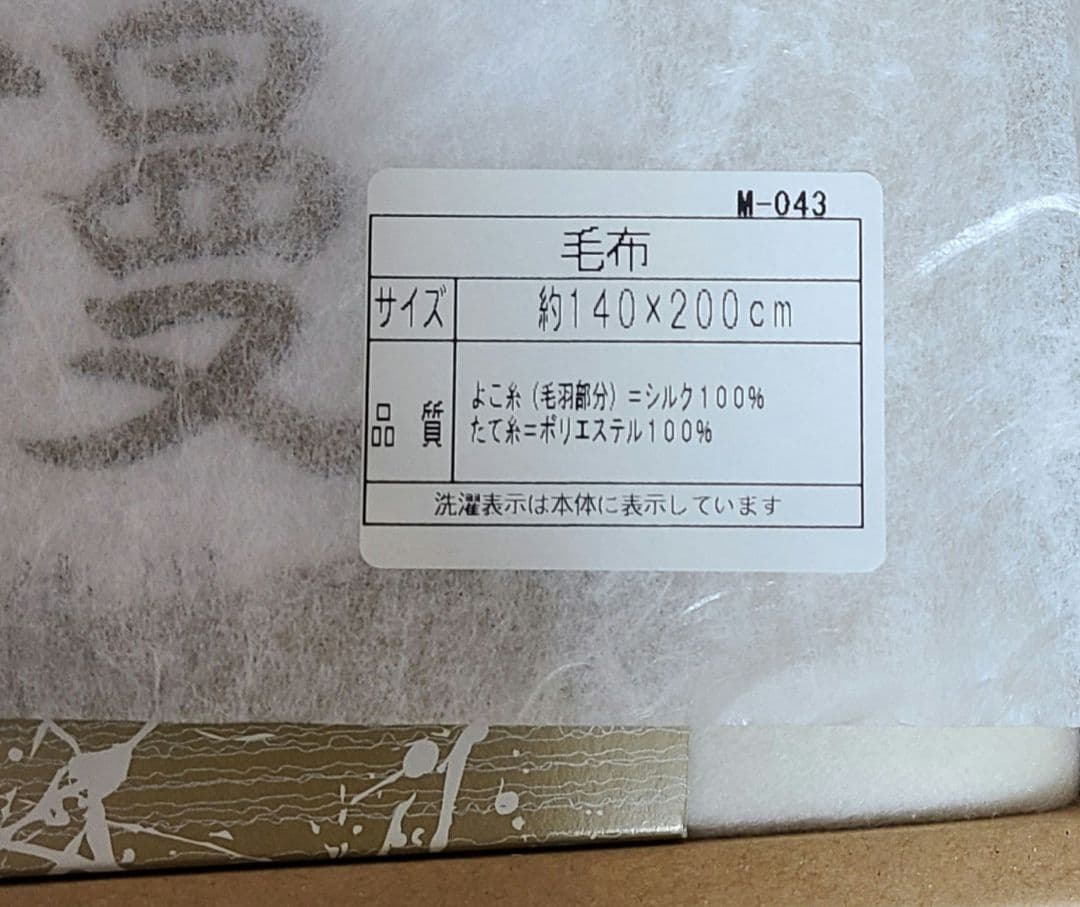 漫
M-043
毛布
サイズ 約140×200cm
品 質 よこ糸(毛羽部分)=シルク100%
たて糸=ポリエステル100%
洗濯表示は本体に表示しています